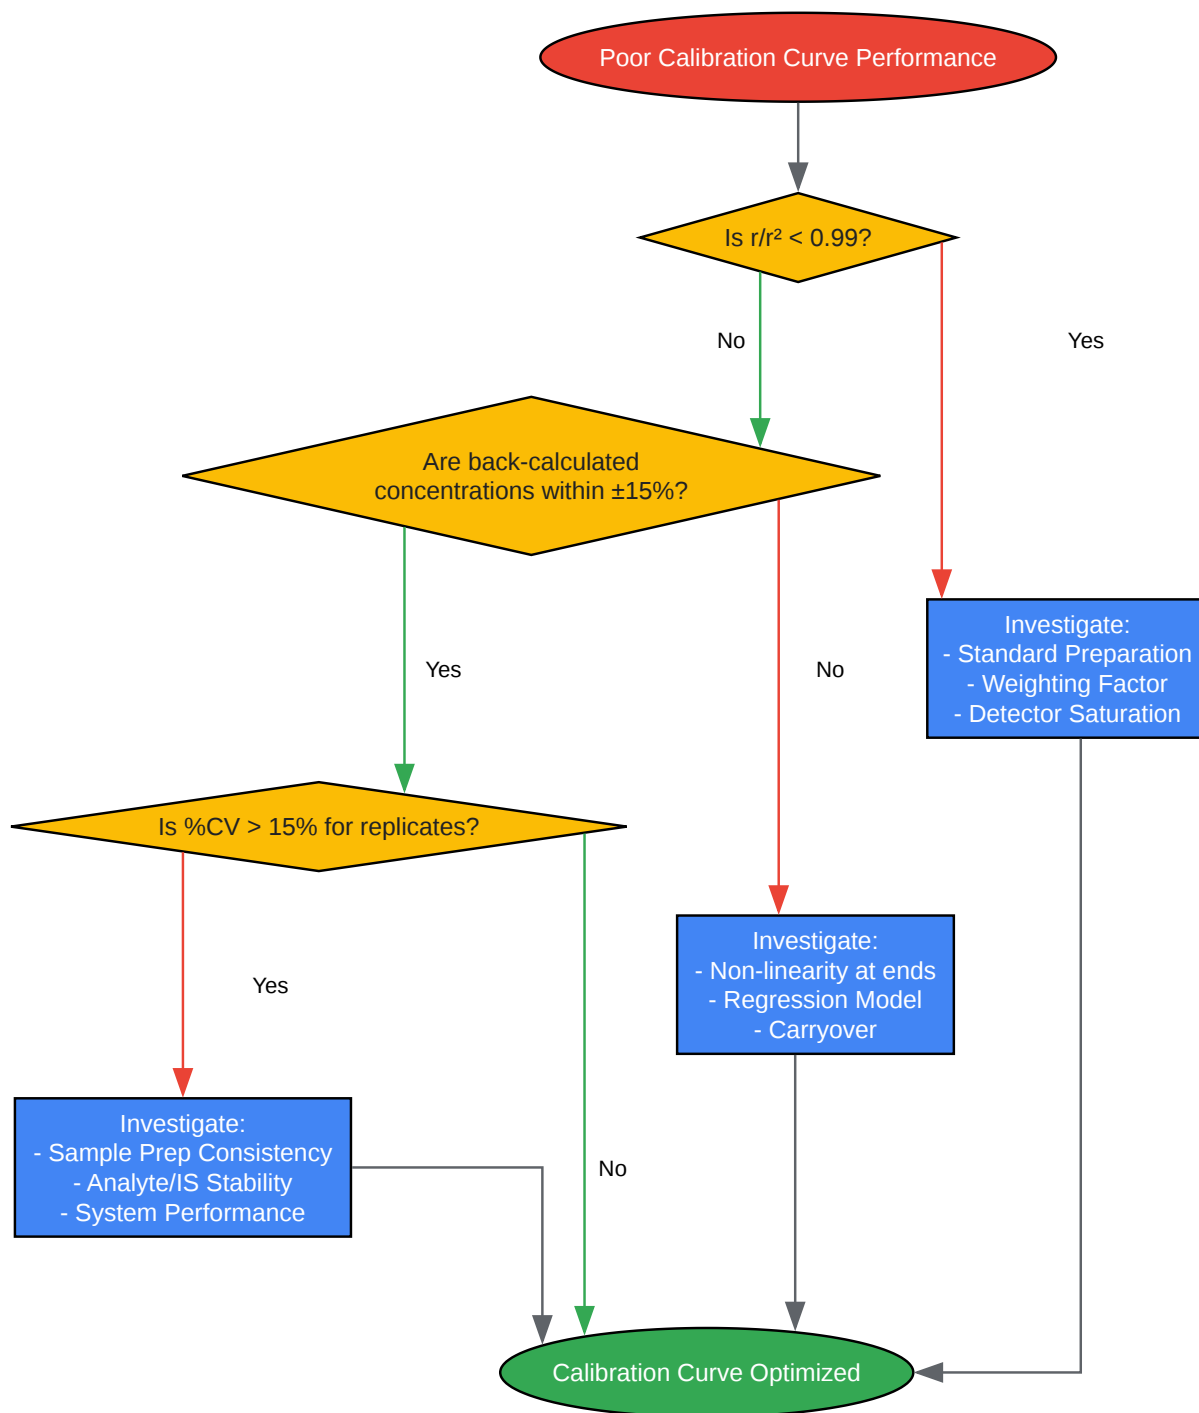 Poor Calibration Curve Performance
Is r/r² < 0.99?
No
Yes
Are back-calculated
concentrations within ±15%?
Investigate:
- Standard Preparation
- Weighting Factor
- Detector Saturation
Yes
No
Is %CV > 15% for replicates?
Investigate:
- Non-linearity at ends
- Regression Model
- Carryover
Yes
Investigate:
- Sample Prep Consistency
- Analyte/IS Stability
- System Performance
No
Calibration Curve Optimized